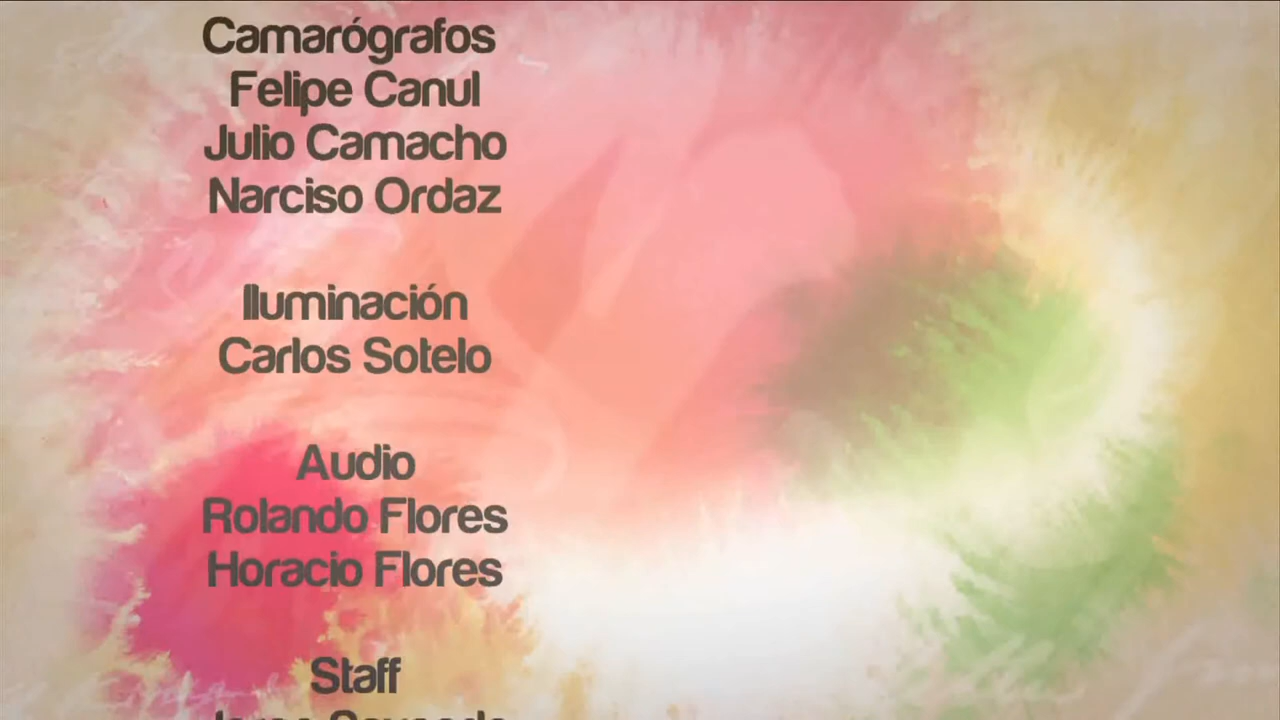 Camarógrafos
Felipe Canul
Julio Camacho
Narciso Ordaz
Iluminación
Carlos Sotelo
Audio
Rolando Flores
Horacio Flores
Staff